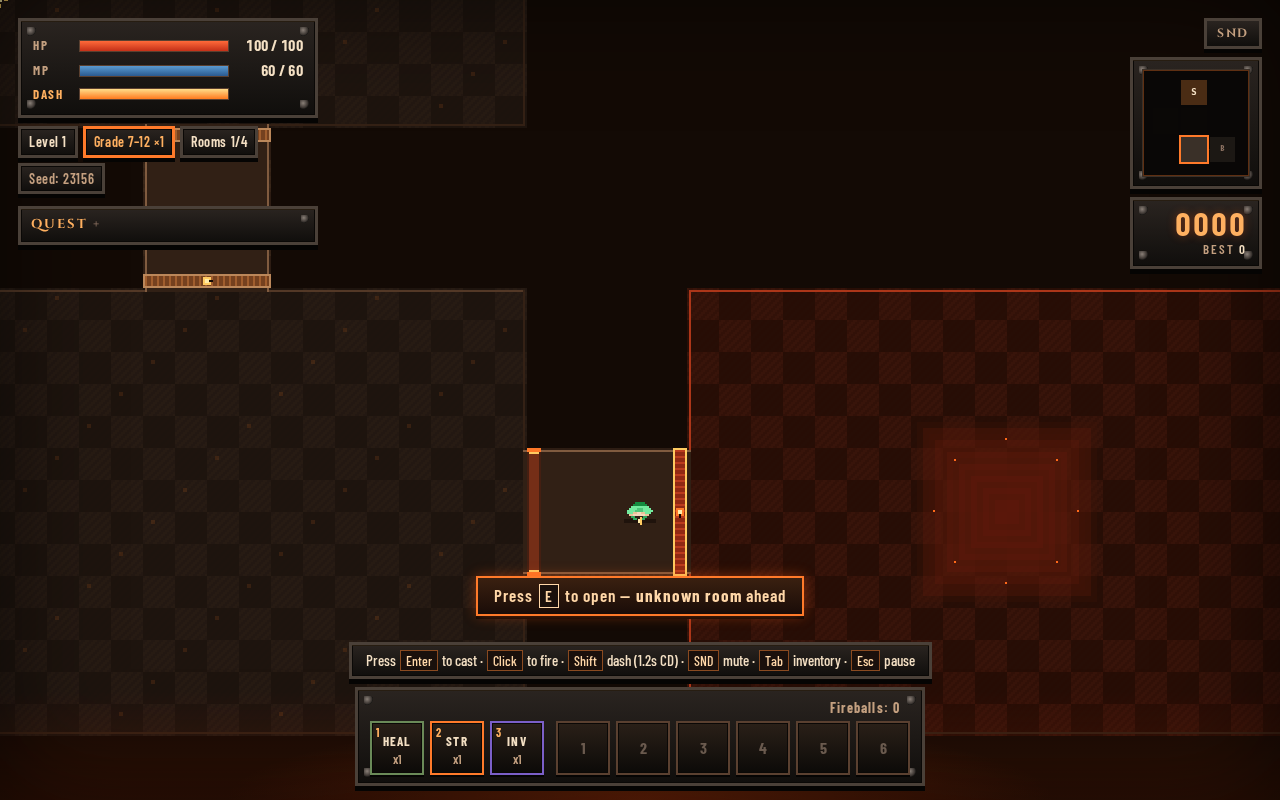 HP 100 / 100
MP 60 / 60
DASH
Level 1 Grade 7-12 ×1 Rooms 1/4
Seed: 23156
QUEST +
SND
S
B
0000
BEST 0
Press E to open — unknown room ahead
Press Enter to cast · Click to fire · Shift dash (1.2s CD) · SND mute · Tab inventory · Esc pause
Fireballs: 0
1 HEAL x1
2 STR x1
3 INV x1
1 2 3 4 5 6